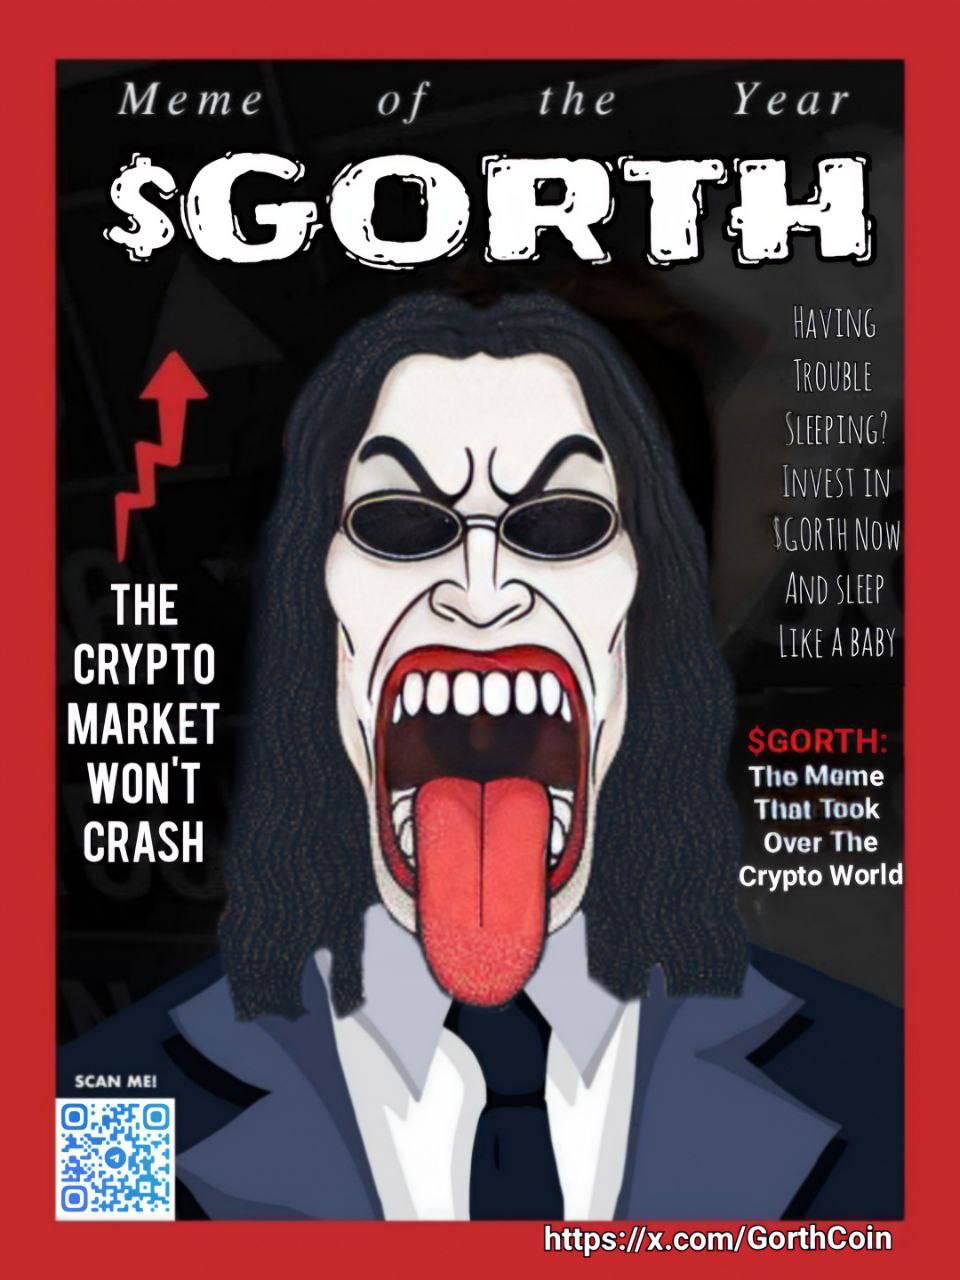 Meme of the Year
$GORTH
HAVING
TROUBLE
SLEEPING?
INVEST IN
$GORTH NOW
AND SLEEP
LIKE A BABY
THE
CRYPTO
MARKET
WON'T
CRASH
$GORTH:
The Meme
That Took
Over The
Crypto World
SCAN ME!
https://x.com/GorthCoin